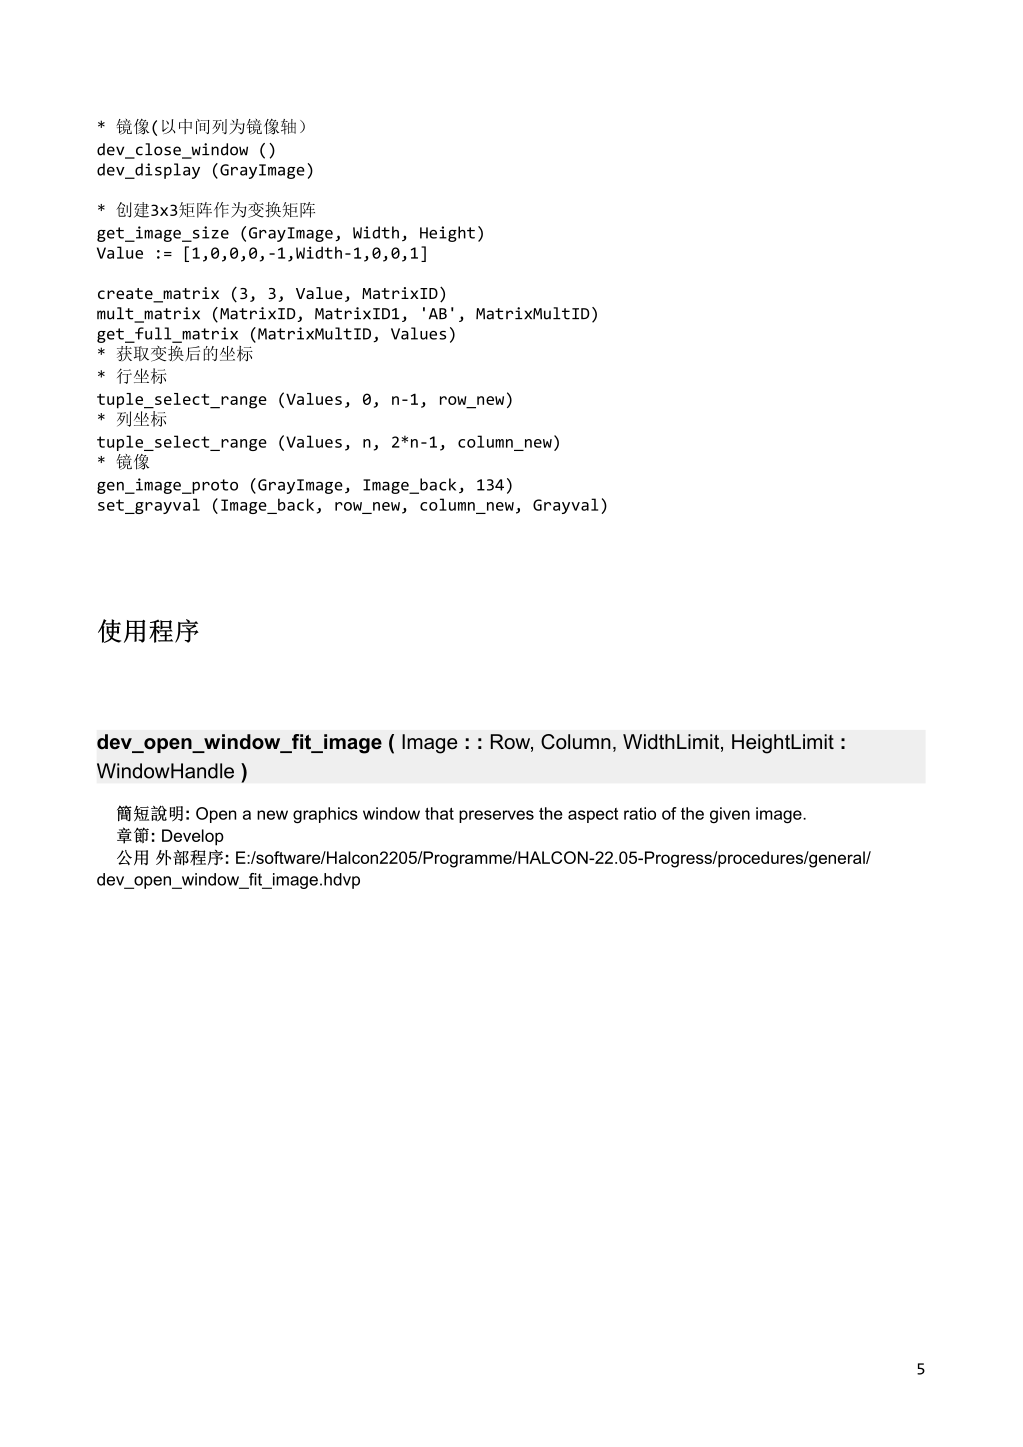 * 镜像(以中间列为镜像轴）
dev_close_window ()
dev_display (GrayImage)
* 创建3x3矩阵作为变换矩阵
get_image_size (GrayImage, Width, Height)
Value := [1,0,0,0,-1,Width-1,0,0,1]
create_matrix (3, 3, Value, MatrixID)
mult_matrix (MatrixID, MatrixID1, 'AB', MatrixMultID)
get_full_matrix (MatrixMultID, Values)
* 获取变换后的坐标
* 行坐标
tuple_select_range (Values, 0, n-1, row_new)
* 列坐标
tuple_select_range (Values, n, 2*n-1, column_new)
* 镜像
gen_image_proto (GrayImage, Image_back, 134)
set_grayval (Image_back, row_new, column_new, Grayval)
使用程序
dev_open_window_fit_image ( Image : : Row, Column, WidthLimit, HeightLimit :
WindowHandle )
簡短說明: Open a new graphics window that preserves the aspect ratio of the given image.
章節: Develop
公用 外部程序: E:/software/Halcon2205/Programme/HALCON-22.05-Progress/procedures/general/
dev_open_window_fit_image.hdvp
5